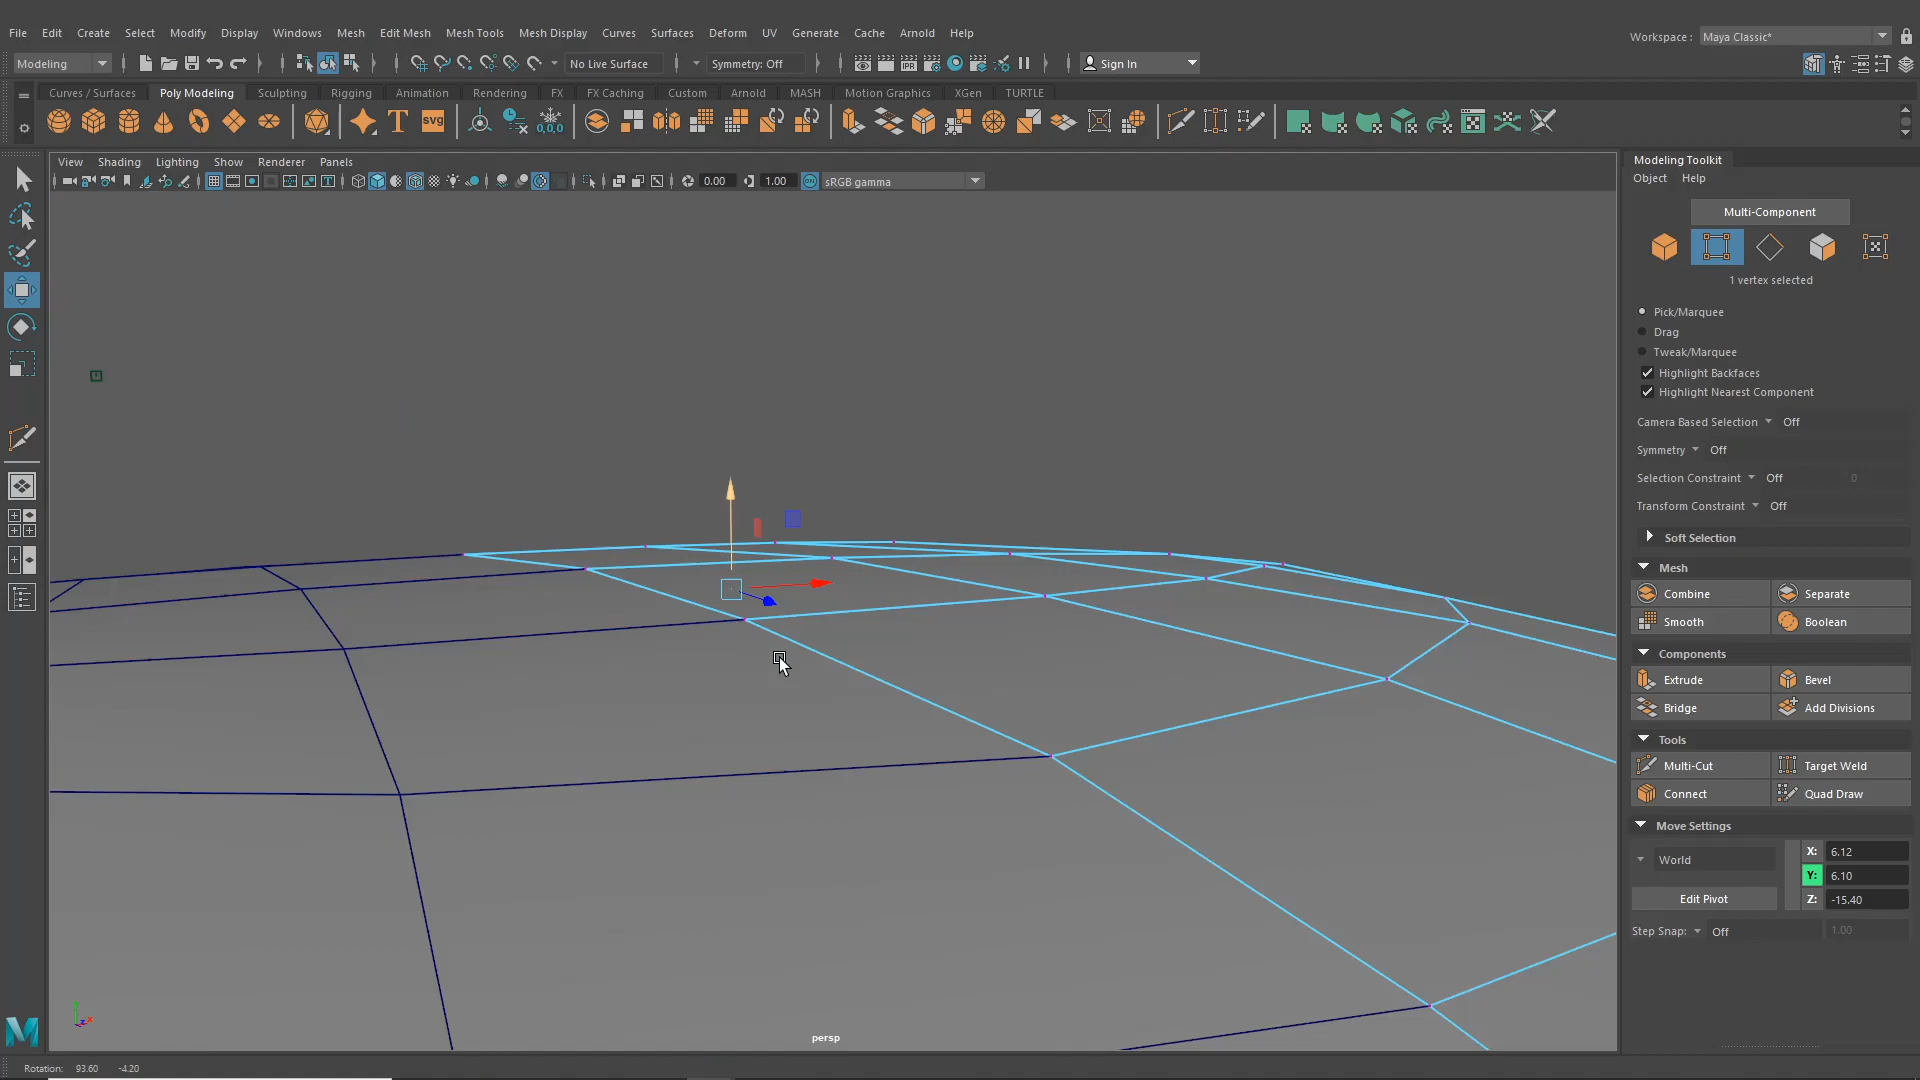 File Edit Create Select Modify Display Windows Mesh Edit Mesh Mesh Tools Mesh Display Curves Surfaces Deform UV Generate Cache Arnold Help
Workspace : Maya Classic*
Modeling No Live Surface Symmetry: Off Sign In
Curves / Surfaces Poly Modeling Sculpting Rigging Animation Rendering FX FX Caching Custom Arnold MASH Motion Graphics XGen TURTLE
T svg IPR 0,0,0
View Shading Lighting Show Renderer Panels
0.00 1.00 ON sRGB gamma
Modeling Toolkit
Object Help
Multi-Component
1 vertex selected
Pick/Marquee
Drag
Tweak/Marquee
Highlight Backfaces
Highlight Nearest Component
Camera Based Selection Off
Symmetry Off
Selection Constraint Off 0
Transform Constraint Off
Soft Selection
Mesh
Combine Separate
Smooth Boolean
Components
Extrude Bevel
Bridge Add Divisions
Tools
Multi-Cut Target Weld
Connect Quad Draw
Move Settings
World X: 6.12
Y: 6.10
Edit Pivot Z: -15.40
Step Snap: Off 1.00
persp
M
Rotation: 93.60 -4.20